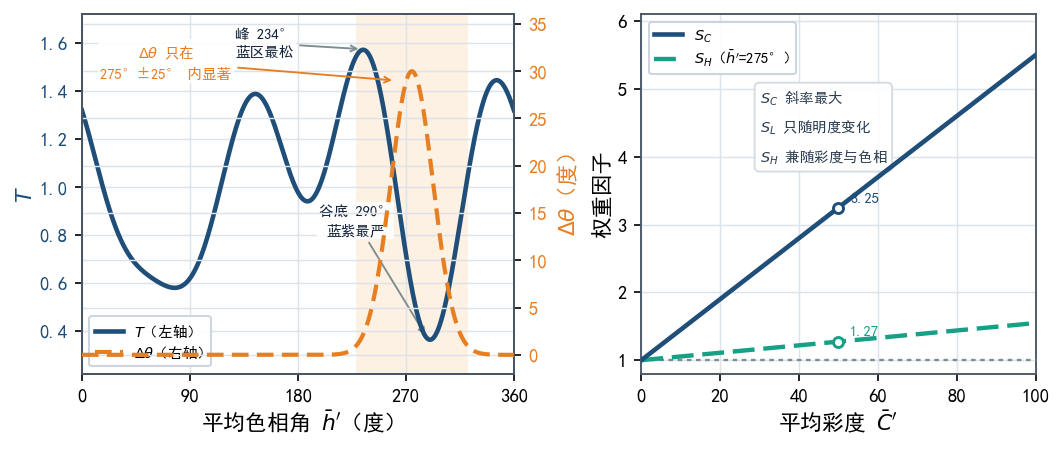 1.6
1.4
1.2
1.0
0.8
0.6
0.4
T
0
90
180
270
360
平均色相角 h̄′（度）
35
30
25
20
15
10
5
0
Δθ（度）
峰 234°
蓝区最松
Δθ 只在
275° ±25° 内显著
谷底 290°
蓝紫最严
T（左轴）
Δθ（右轴）
6
5
4
3
2
1
权重因子
0
20
40
60
80
100
平均彩度 C̄′
S_C
S_H（h̄′=275°）
S_C 斜率最大
S_L 只随明度变化
S_H 兼随彩度与色相
3.25
1.27